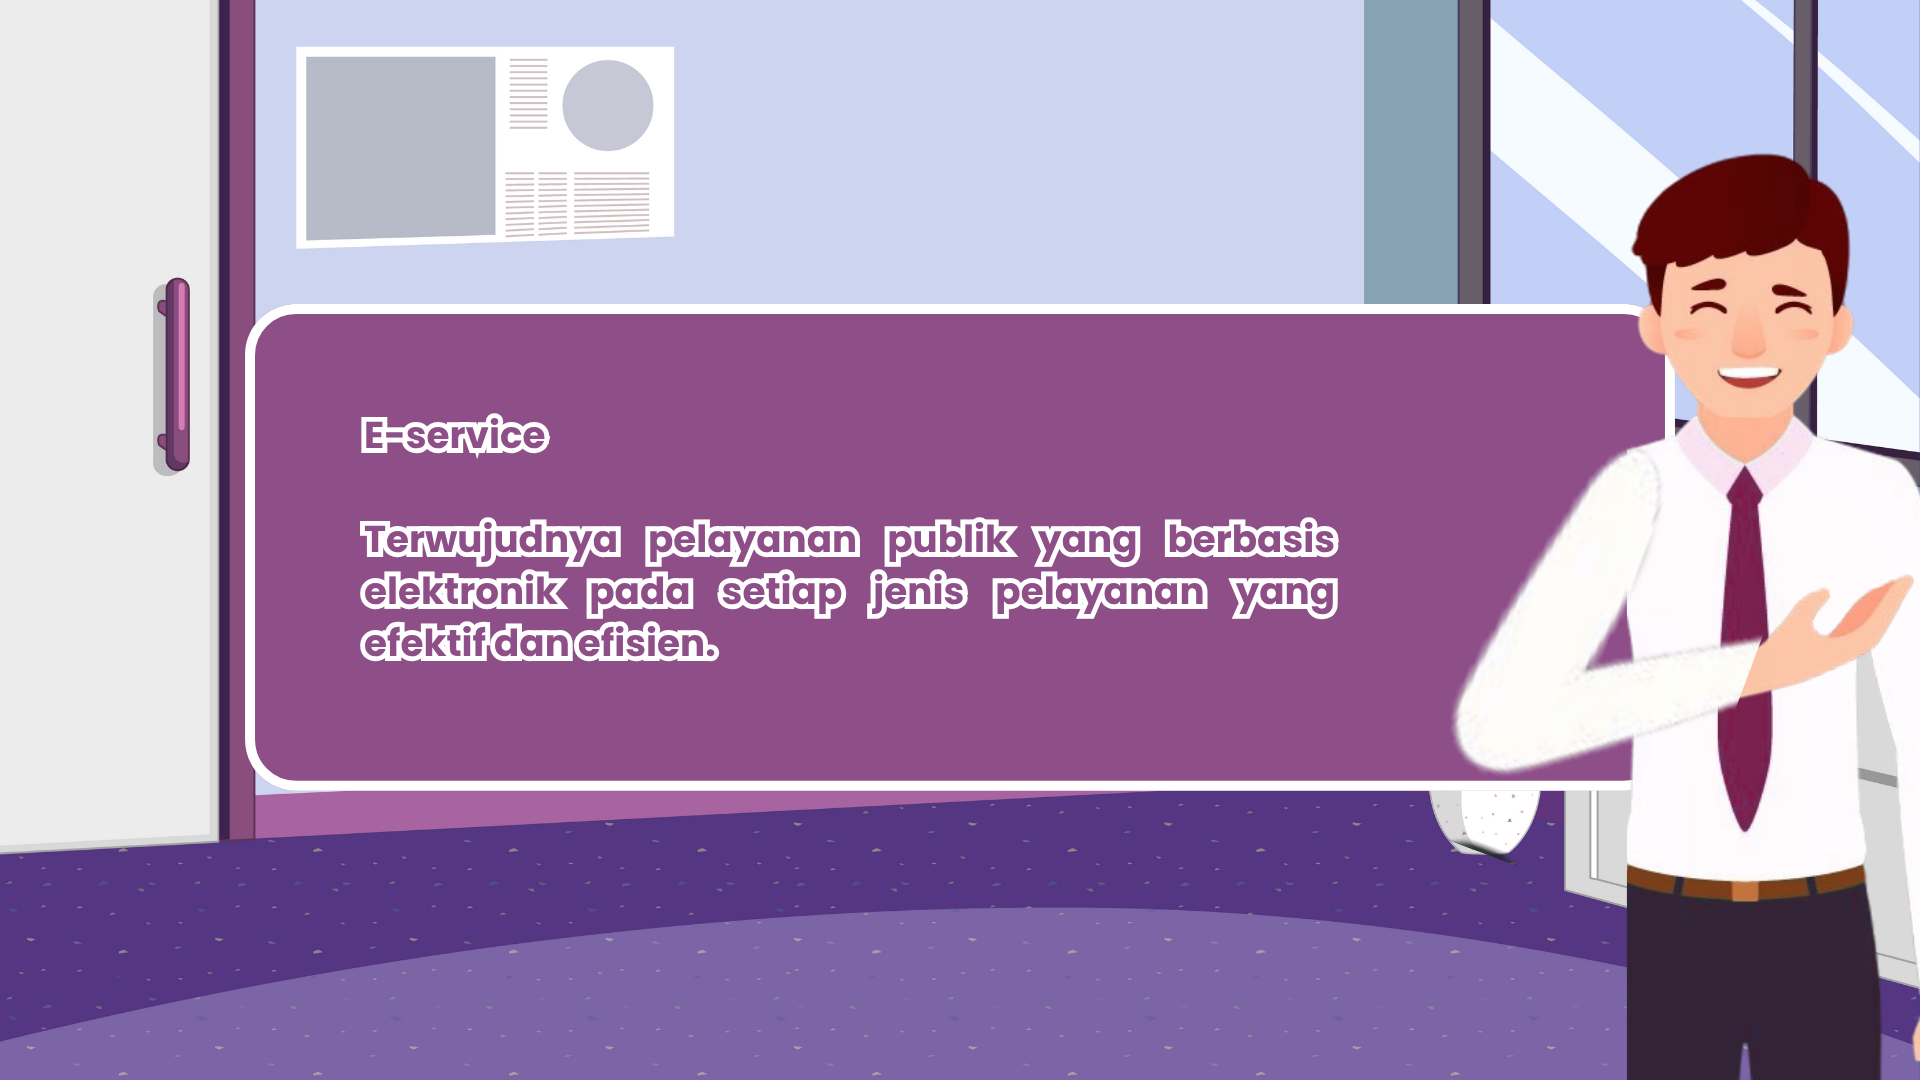 E-service
Terwujudnya pelayanan publik yang berbasis
elektronik pada setiap jenis pelayanan yang
efektif dan efisien.